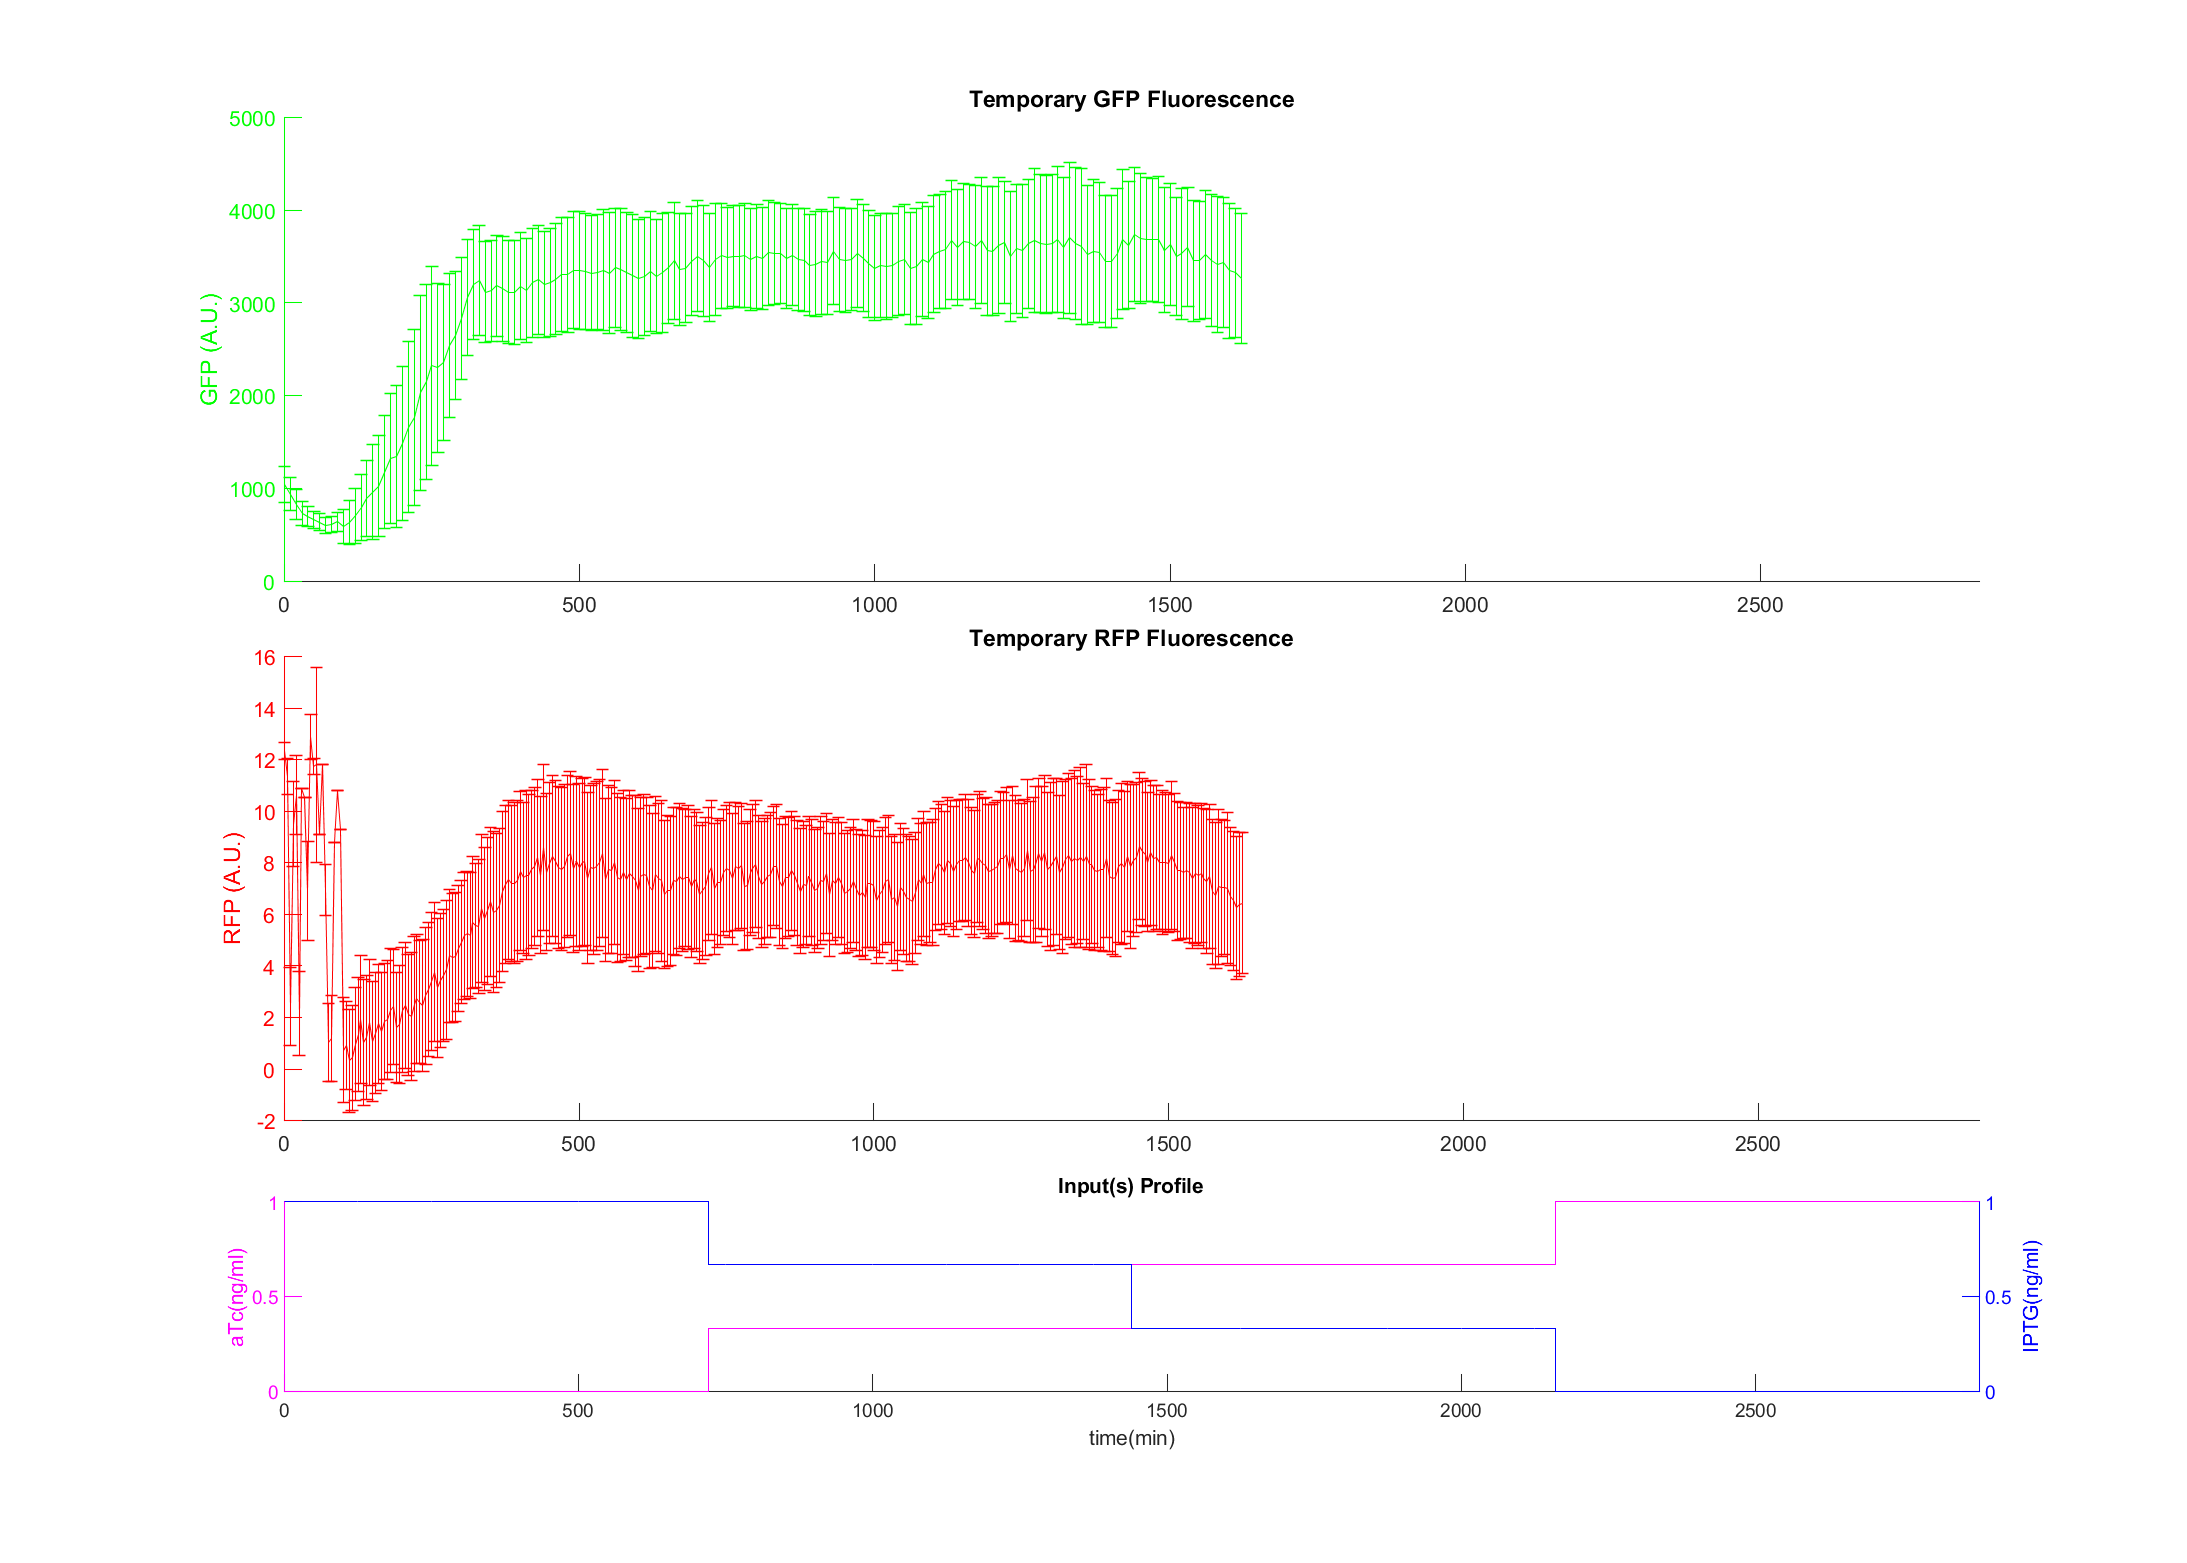 Temporary GFP Fluorescence
5000
4000
3000
2000
1000
0
GFP (A.U.)
0 500 1000 1500 2000 2500
Temporary RFP Fluorescence
16
14
12
10
8
6
4
2
0
-2
RFP (A.U.)
0 500 1000 1500 2000 2500
Input(s) Profile
1
0.5
0
aTc(ng/ml)
1
0.5
0
IPTG(ng/ml)
0 500 1000 1500 2000 2500
time(min)